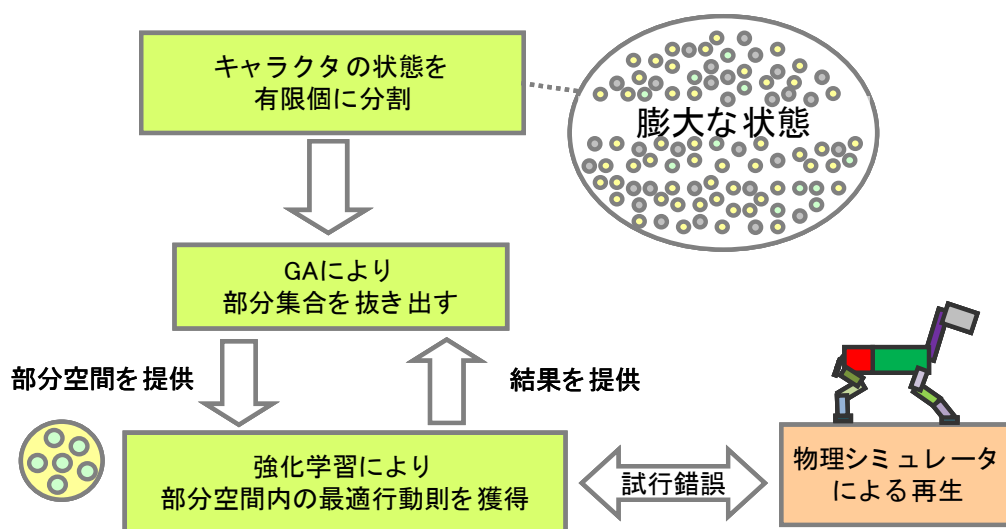 キャラクタの状態を
有限個に分割
膨大な状態
GAにより
部分集合を抜き出す
部分空間を提供
結果を提供
強化学習により
部分空間内の最適行動則を獲得
試行錯誤
物理シミュレータ
による再生